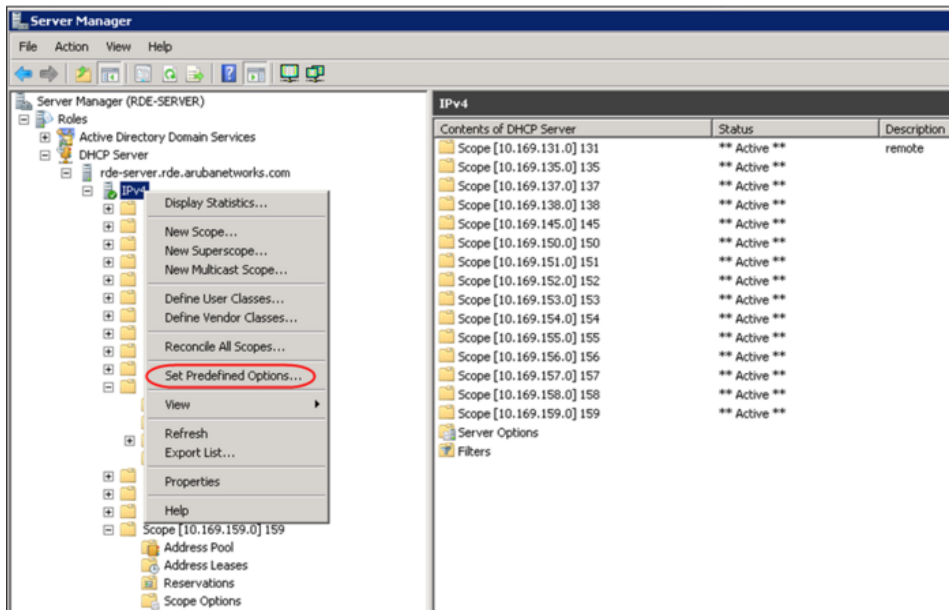 Server Manager
File Action View Help
Server Manager (RDE-SERVER)
Roles
Active Directory Domain Services
DHCP Server
rde-server.rde.arubanetworks.com
IPv4
Display Statistics...
New Scope...
New Superscope...
New Multicast Scope...
Define User Classes...
Define Vendor Classes...
Reconcile All Scopes...
Set Predefined Options...
View
Refresh
Export List...
Properties
Help
Scope [10.169.159.0] 159
Address Pool
Address Leases
Reservations
Scope Options
IPv4
Contents of DHCP Server Status Description
Scope [10.169.131.0] 131 ** Active ** remote
Scope [10.169.135.0] 135 ** Active **
Scope [10.169.137.0] 137 ** Active **
Scope [10.169.138.0] 138 ** Active **
Scope [10.169.145.0] 145 ** Active **
Scope [10.169.150.0] 150 ** Active **
Scope [10.169.151.0] 151 ** Active **
Scope [10.169.152.0] 152 ** Active **
Scope [10.169.153.0] 153 ** Active **
Scope [10.169.154.0] 154 ** Active **
Scope [10.169.155.0] 155 ** Active **
Scope [10.169.156.0] 156 ** Active **
Scope [10.169.157.0] 157 ** Active **
Scope [10.169.158.0] 158 ** Active **
Scope [10.169.159.0] 159 ** Active **
Server Options
Filters